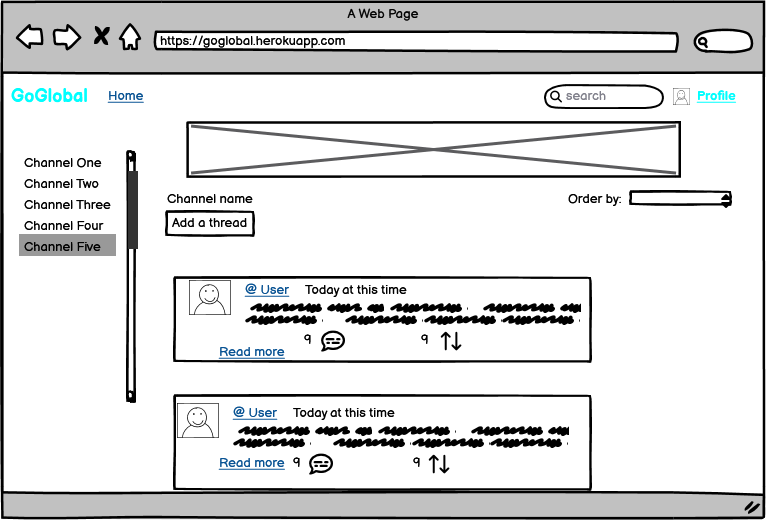 A Web Page
https://goglobal.herokuapp.com
GoGlobal Home search Profile
Channel One
Channel Two
Channel Three
Channel Four
Channel Five
Channel name Order by:
Add a thread
@ User Today at this time
9 9
Read more
@ User Today at this time
Read more 9 9